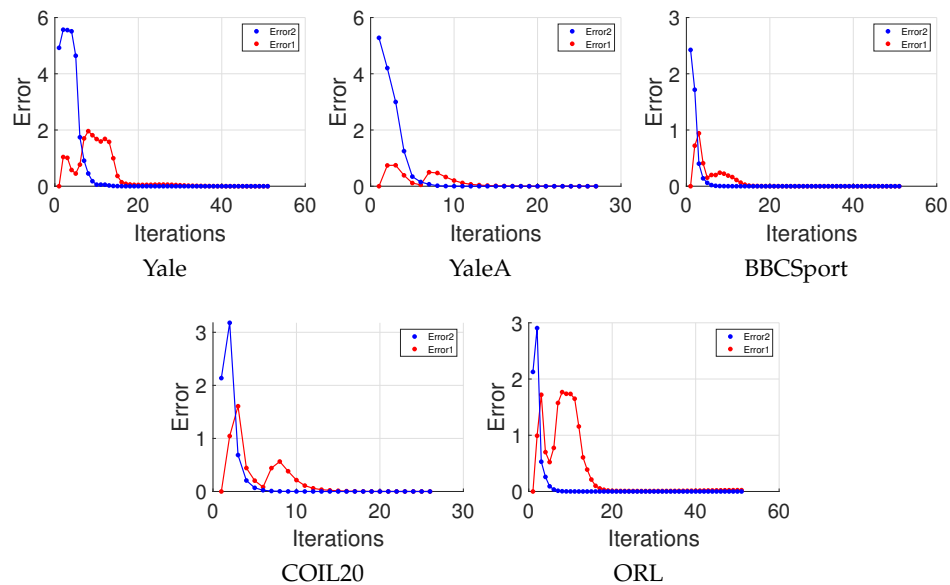 6
4
2
0
Error
0 20 40 60
Iterations
Error2
Error1
Yale
6
4
2
0
Error
0 10 20 30
Iterations
Error2
Error1
YaleA
3
2
1
0
Error
0 20 40 60
Iterations
Error2
Error1
BBCSport
3
2
1
0
Error
0 10 20 30
Iterations
Error2
Error1
COIL20
3
2
1
0
Error
0 20 40 60
Iterations
Error2
Error1
ORL